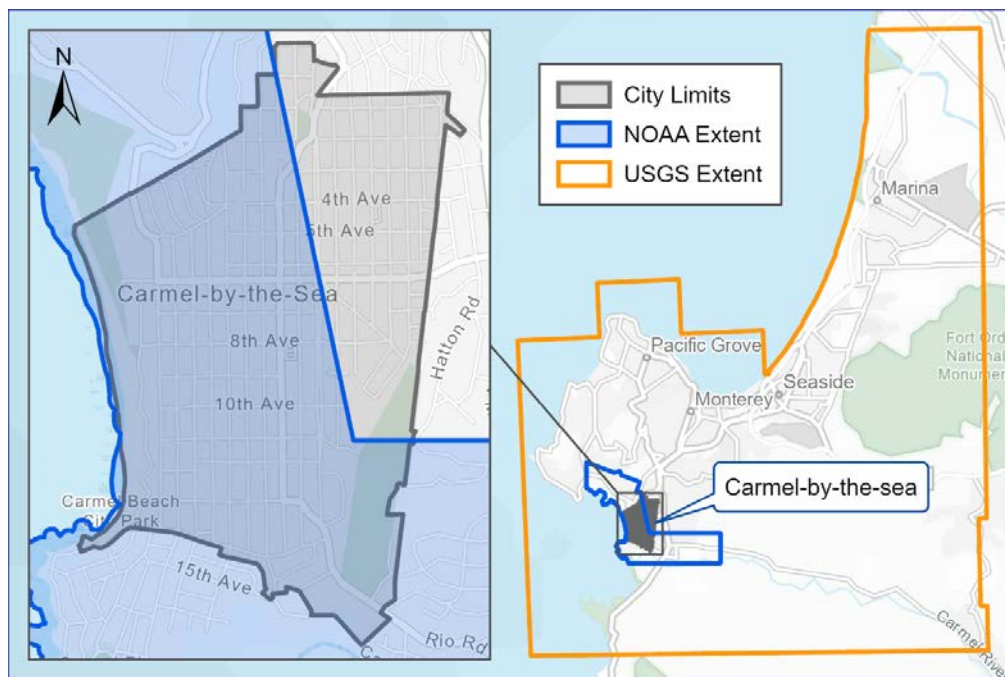 N
4th Ave
5th Ave
Carmel-by-the-Sea
8th Ave
Hatton Rd
10th Ave
Carmel Beach
City Park
15th Ave
Rio Rd
City Limits
NOAA Extent
USGS Extent
Marina
Fort Ord
National
Monument
Pacific Grove
Seaside
Monterey
Carmel-by-the-sea
Carmel River